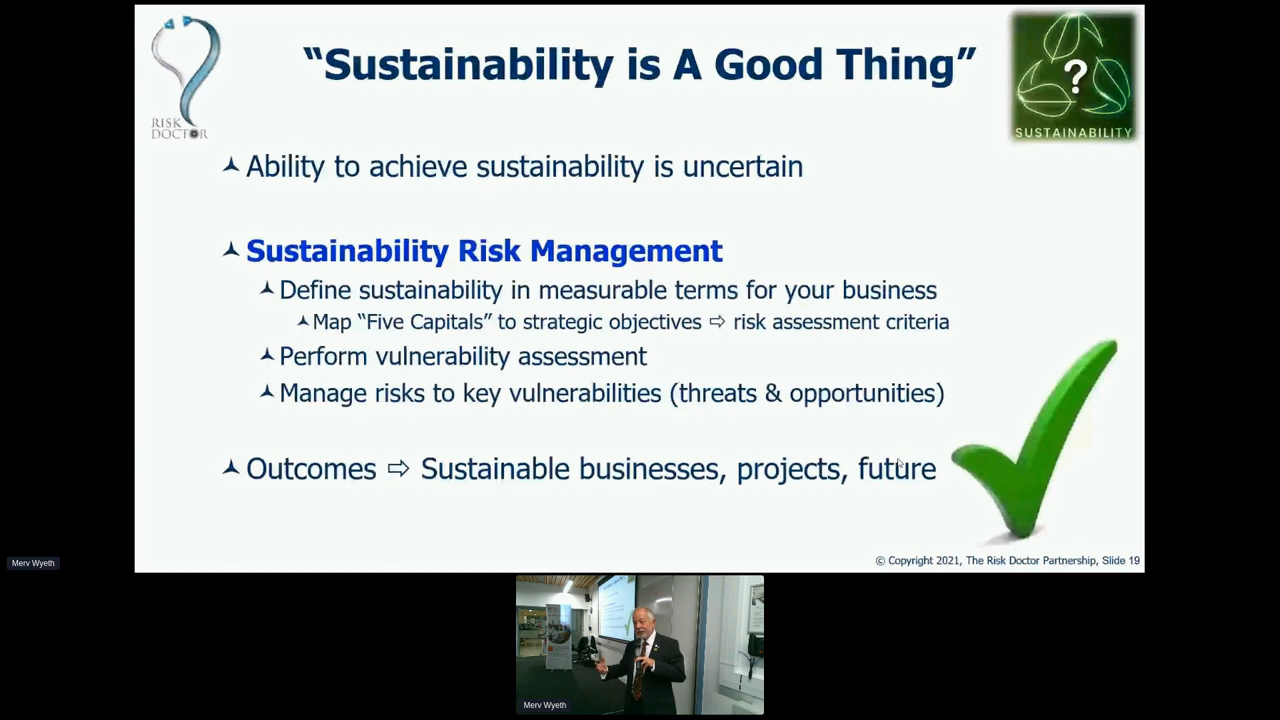 RISK
DOCTOR
“Sustainability is A Good Thing”
?
SUSTAINABILITY
Ability to achieve sustainability is uncertain
Sustainability Risk Management
Define sustainability in measurable terms for your business
Map “Five Capitals” to strategic objectives ⇨ risk assessment criteria
Perform vulnerability assessment
Manage risks to key vulnerabilities (threats & opportunities)
Outcomes ⇨ Sustainable businesses, projects, future
© Copyright 2021, The Risk Doctor Partnership, Slide 19
Merv Wyeth
Merv Wyeth